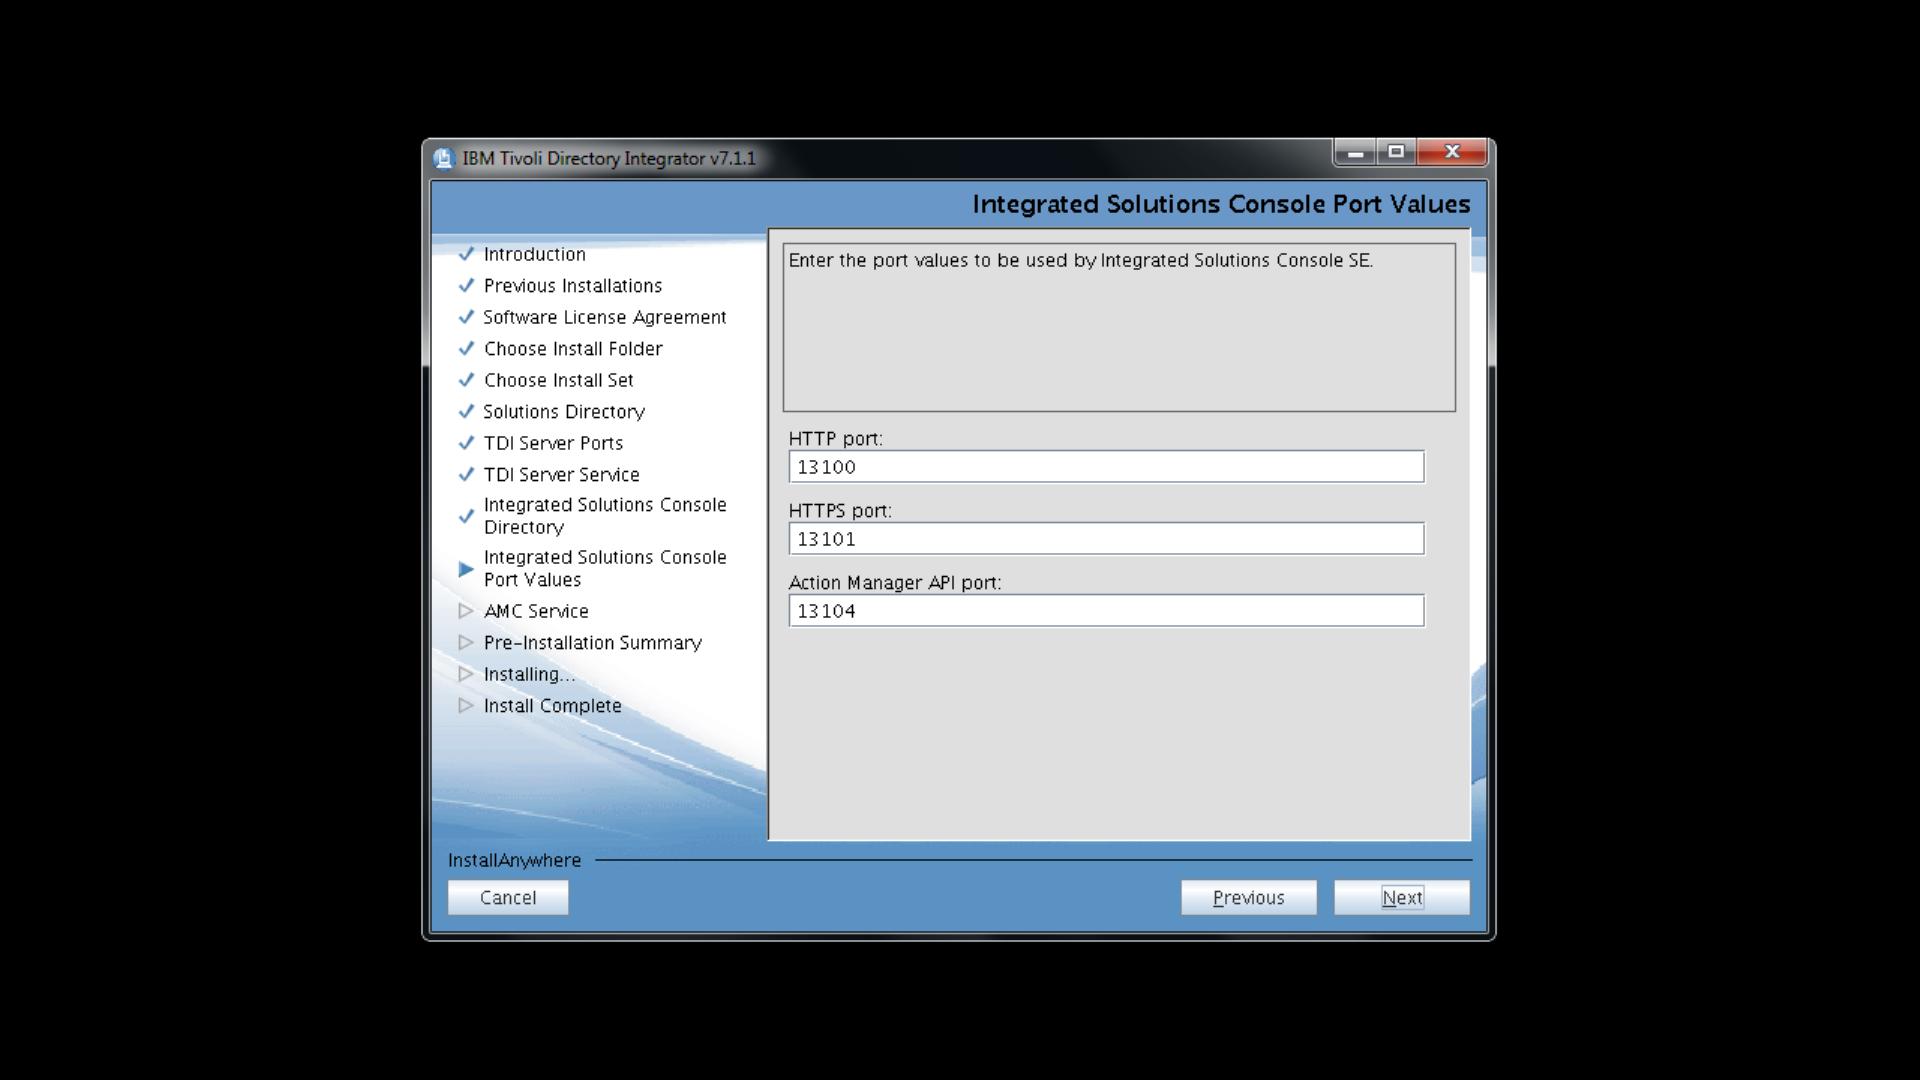 IBM Tivoli Directory Integrator v7.1.1
Integrated Solutions Console Port Values
Introduction
Previous Installations
Software License Agreement
Choose Install Folder
Choose Install Set
Solutions Directory
TDI Server Ports
TDI Server Service
Integrated Solutions Console
Directory
Integrated Solutions Console
Port Values
AMC Service
Pre-Installation Summary
Installing...
Install Complete
Enter the port values to be used by Integrated Solutions Console SE.
HTTP port:
13100
HTTPS port:
13101
Action Manager API port:
13104
InstallAnywhere
Cancel
Previous
Next